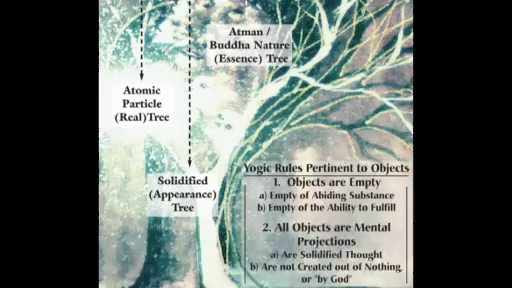 Atman /
Buddha Nature
(Essence) Tree
Atomic
Particle
(Real)Tree
Solidified
(Appearance)
Tree
Yogic Rules Pertinent to Objects
1. Objects are Empty
a) Empty of Abiding Substance
b) Empty of the Ability to Fulfill
2. All Objects are Mental
Projections
a) Are Solidified Thought
b) Are not Created out of Nothing,
or "by God"